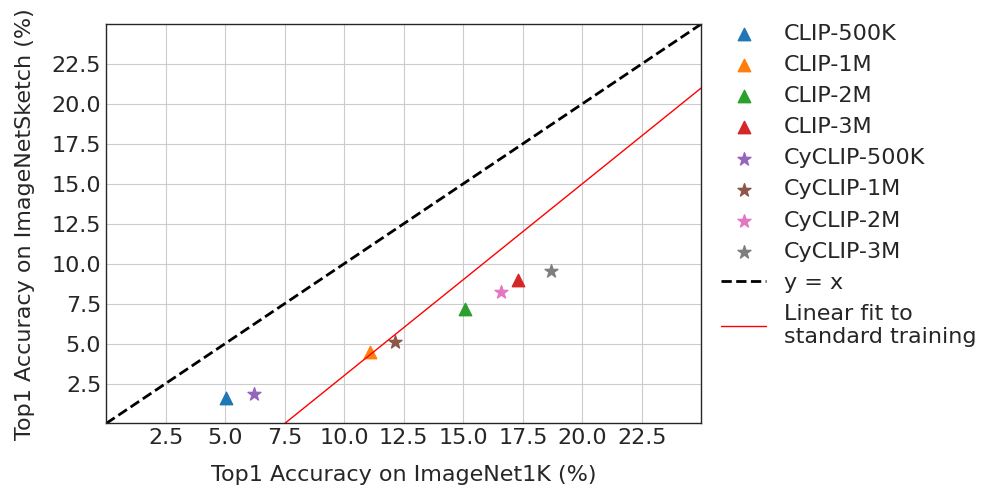 Top1 Accuracy on ImageNetSketch (%)
22.5
20.0
17.5
15.0
12.5
10.0
7.5
5.0
2.5
2.5 5.0 7.5 10.0 12.5 15.0 17.5 20.0 22.5
Top1 Accuracy on ImageNet1K (%)
CLIP-500K
CLIP-1M
CLIP-2M
CLIP-3M
CyCLIP-500K
CyCLIP-1M
CyCLIP-2M
CyCLIP-3M
y = x
Linear fit to
standard training